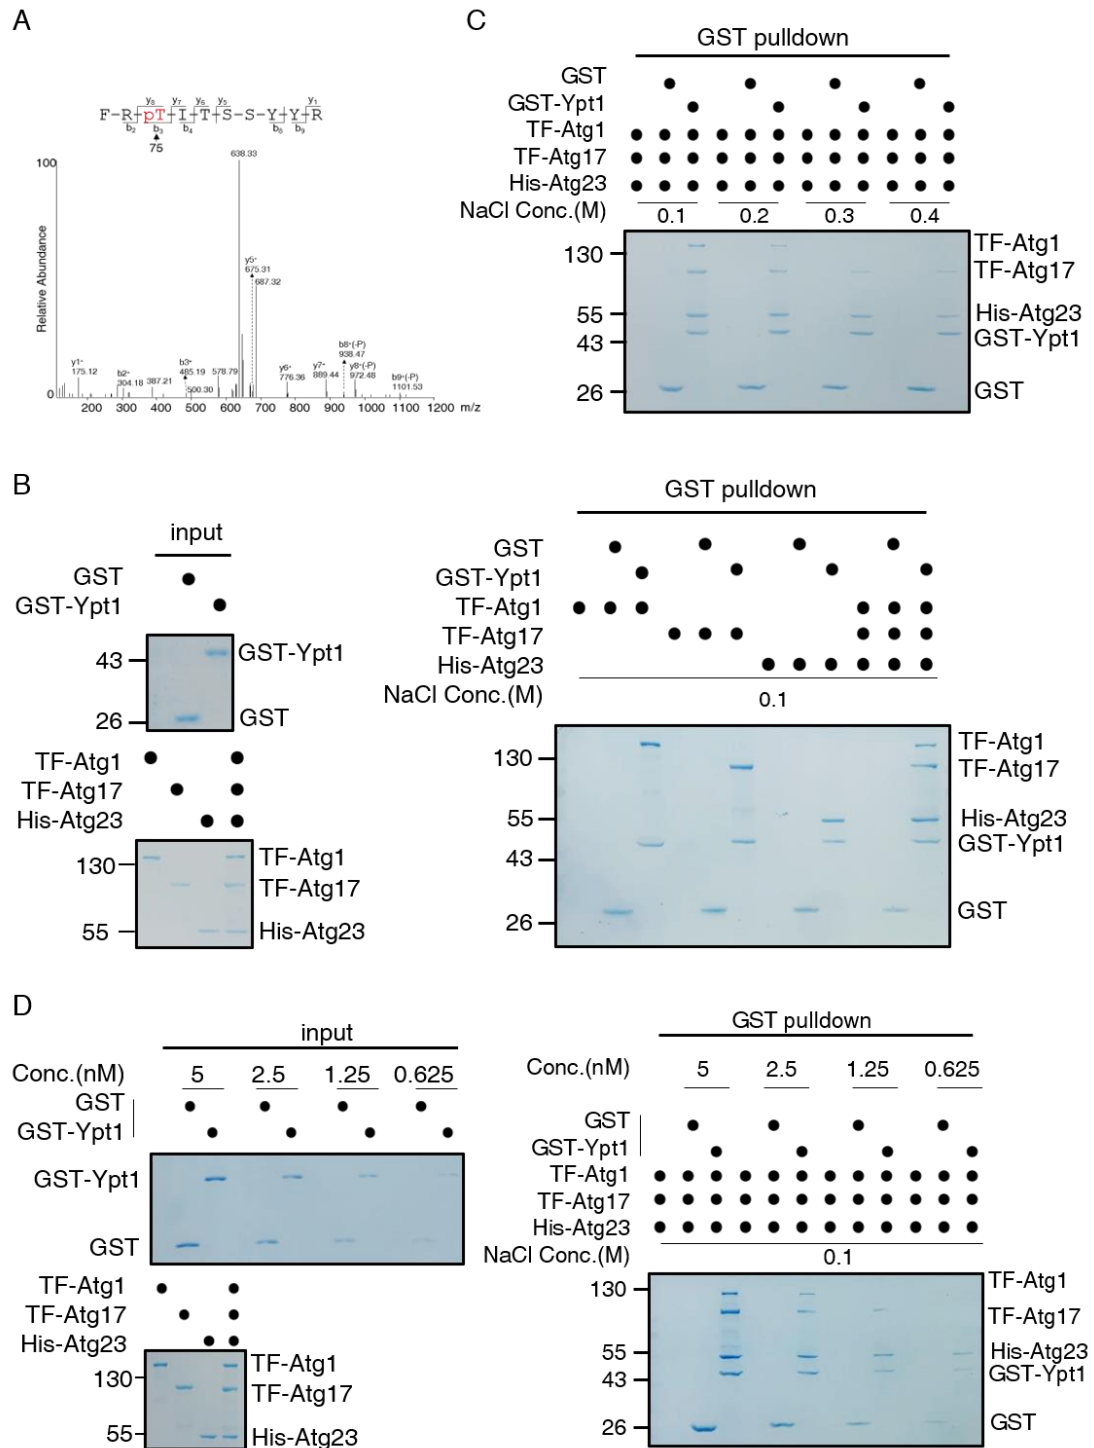 A
y8 y7 y6 y5 y1
F-R-pT-I-T-S-S-Y-Y-R
b2 b3 b4 b8 b9
75
100
638.33
y5+
675.31
687.32
Relative Abundance
b8+(-P)
938.47
y1+
175.12
b2+
304.18
387.21
b3+
485.19
500.30
578.79
y6+
776.36
y7+
889.44
y8+(-P)
972.48
b9+(-P)
1101.53
0
200 300 400 500 600 700 800 900 1000 1100 1200 m/z
C
GST pulldown
GST
GST-Ypt1
TF-Atg1
TF-Atg17
His-Atg23
NaCl Conc.(M) 0.1 0.2 0.3 0.4
130
55
43
26
TF-Atg1
TF-Atg17
His-Atg23
GST-Ypt1
GST
B
input
GST
GST-Ypt1
43
26
GST-Ypt1
GST
TF-Atg1
TF-Atg17
His-Atg23
130
55
TF-Atg1
TF-Atg17
His-Atg23
GST pulldown
GST
GST-Ypt1
TF-Atg1
TF-Atg17
His-Atg23
NaCl Conc.(M) 0.1
130
55
43
26
TF-Atg1
TF-Atg17
His-Atg23
GST-Ypt1
GST
D
input
Conc.(nM) 5 2.5 1.25 0.625
GST
GST-Ypt1
GST-Ypt1
GST
TF-Atg1
TF-Atg17
His-Atg23
130
55
TF-Atg1
TF-Atg17
His-Atg23
GST pulldown
Conc.(nM) 5 2.5 1.25 0.625
GST
GST-Ypt1
TF-Atg1
TF-Atg17
His-Atg23
NaCl Conc.(M) 0.1
130
55
43
26
TF-Atg1
TF-Atg17
His-Atg23
GST-Ypt1
GST